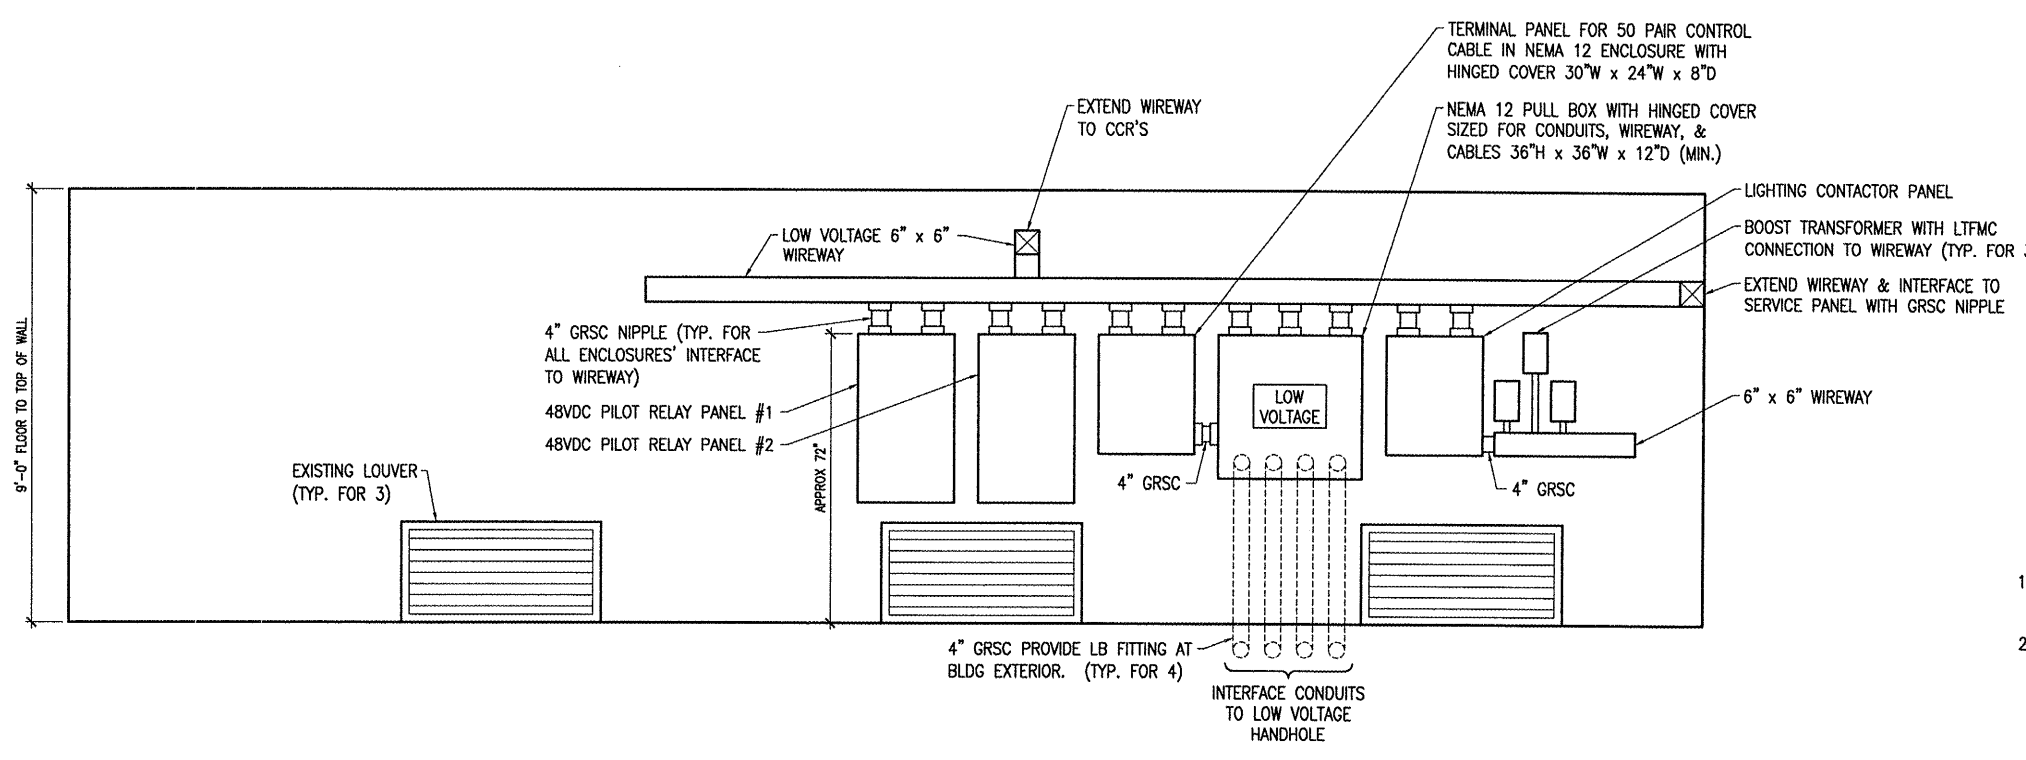 TERMINAL PANEL FOR 50 PAIR CONTROL
CABLE IN NEMA 12 ENCLOSURE WITH
HINGED COVER 30"W x 24"W x 8"D
EXTEND WIREWAY
TO CCR'S
NEMA 12 PULL BOX WITH HINGED COVER
SIZED FOR CONDUITS, WIREWAY, &
CABLES 36"H x 36"W x 12"D (MIN.)
LIGHTING CONTACTOR PANEL
LOW VOLTAGE 6" x 6"
WIREWAY
BOOST TRANSFORMER WITH LTFMC
CONNECTION TO WIREWAY (TYP. FOR
EXTEND WIREWAY & INTERFACE TO
SERVICE PANEL WITH GRSC NIPPLE
4" GRSC NIPPLE (TYP. FOR
ALL ENCLOSURES' INTERFACE
TO WIREWAY)
48VDC PILOT RELAY PANEL #1
48VDC PILOT RELAY PANEL #2
LOW
VOLTAGE
6" x 6" WIREWAY
9'-0" FLOOR TO TOP OF WALL
APPROX 72"
EXISTING LOUVER
(TYP. FOR 3)
4" GRSC
4" GRSC
1
2
4" GRSC PROVIDE LB FITTING AT
BLDG EXTERIOR. (TYP. FOR 4)
INTERFACE CONDUITS
TO LOW VOLTAGE
HANDHOLE